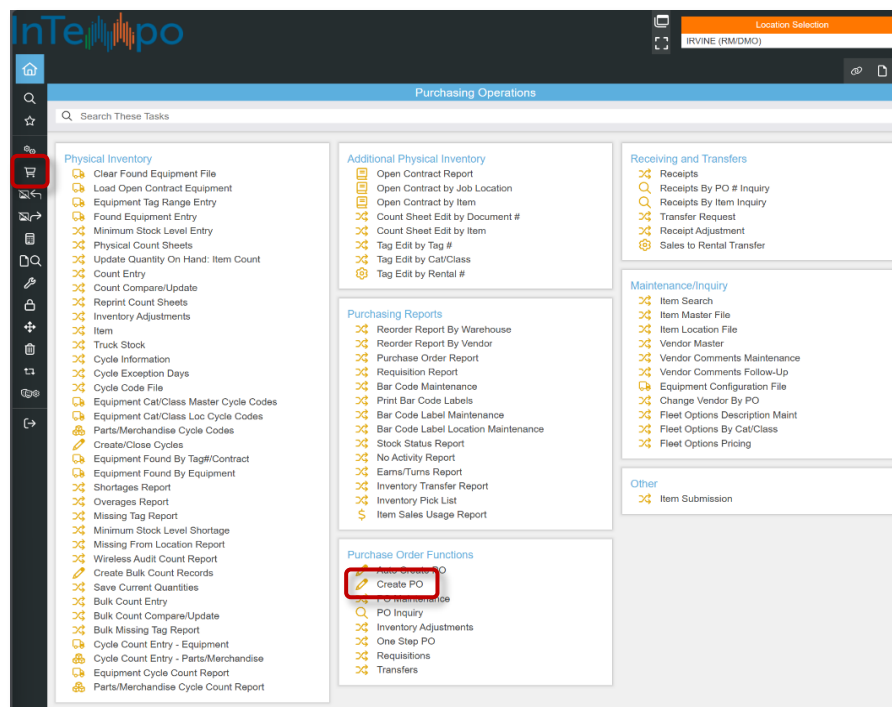 InTempo
Location Selection
IRVINE (RM/DMO)
Purchasing Operations
Search These Tasks
Physical Inventory
Clear Found Equipment File
Load Open Contract Equipment
Equipment Tag Range Entry
Found Equipment Entry
Minimum Stock Level Entry
Physical Count Sheets
Update Quantity On Hand: Item Count
Count Entry
Count Compare/Update
Reprint Count Sheets
Inventory Adjustments
Item
Truck Stock
Cycle Information
Cycle Exception Days
Cycle Code File
Equipment Cat/Class Master Cycle Codes
Equipment Cat/Class Loc Cycle Codes
Parts/Merchandise Cycle Codes
Create/Close Cycles
Equipment Found By Tag#/Contract
Equipment Found By Equipment
Shortages Report
Overages Report
Missing Tag Report
Minimum Stock Level Shortage
Missing From Location Report
Wireless Audit Count Report
Create Bulk Count Records
Save Current Quantities
Bulk Count Entry
Bulk Count Compare/Update
Bulk Missing Tag Report
Cycle Count Entry - Equipment
Cycle Count Entry - Parts/Merchandise
Equipment Cycle Count Report
Parts/Merchandise Cycle Count Report
Additional Physical Inventory
Open Contract Report
Open Contract by Job Location
Open Contract by Item
Count Sheet Edit by Document #
Count Sheet Edit by Item
Tag Edit by Tag #
Tag Edit by Cat/Class
Tag Edit by Rental #
Purchasing Reports
Reorder Report By Warehouse
Reorder Report By Vendor
Purchase Order Report
Requisition Report
Bar Code Maintenance
Print Bar Code Labels
Bar Code Label Maintenance
Bar Code Label Location Maintenance
Stock Status Report
No Activity Report
Earns/Turns Report
Inventory Transfer Report
Inventory Pick List
Item Sales Usage Report
Purchase Order Functions
Auto Create PO
Create PO
PO Maintenance
PO Inquiry
Inventory Adjustments
One Step PO
Requisitions
Transfers
Receiving and Transfers
Receipts
Receipts By PO # Inquiry
Receipts By Item Inquiry
Transfer Request
Receipt Adjustment
Sales to Rental Transfer
Maintenance/Inquiry
Item Search
Item Master File
Item Location File
Vendor Master
Vendor Comments Maintenance
Vendor Comments Follow-Up
Equipment Configuration File
Change Vendor By PO
Fleet Options Description Maint
Fleet Options By Cat/Class
Fleet Options Pricing
Other
Item Submission